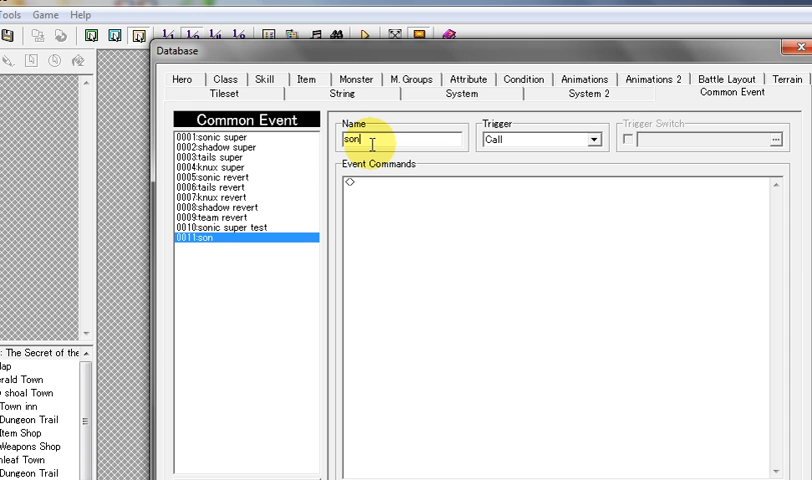 Tools Game Help
Database
Hero Class Skill Item Monster M. Groups Attribute Condition Animations Animations 2 Battle Layout Terrain
Tileset String System System 2 Common Event
Common Event
0001:sonic super
0002:shadow super
0003:tails super
0004:knux super
0005:sonic revert
0006:tails revert
0007:knux revert
0008:shadow revert
0009:team revert
0010:sonic super test
0011:son
Name
son
Trigger
Call
Trigger Switch
...
Event Commands
: The Secret of the
ap
erald Town
shoal Town
Town inn
Dungeon Trail
Item Shop
Weapons Shop
nleaf Town
Dungeon Trail